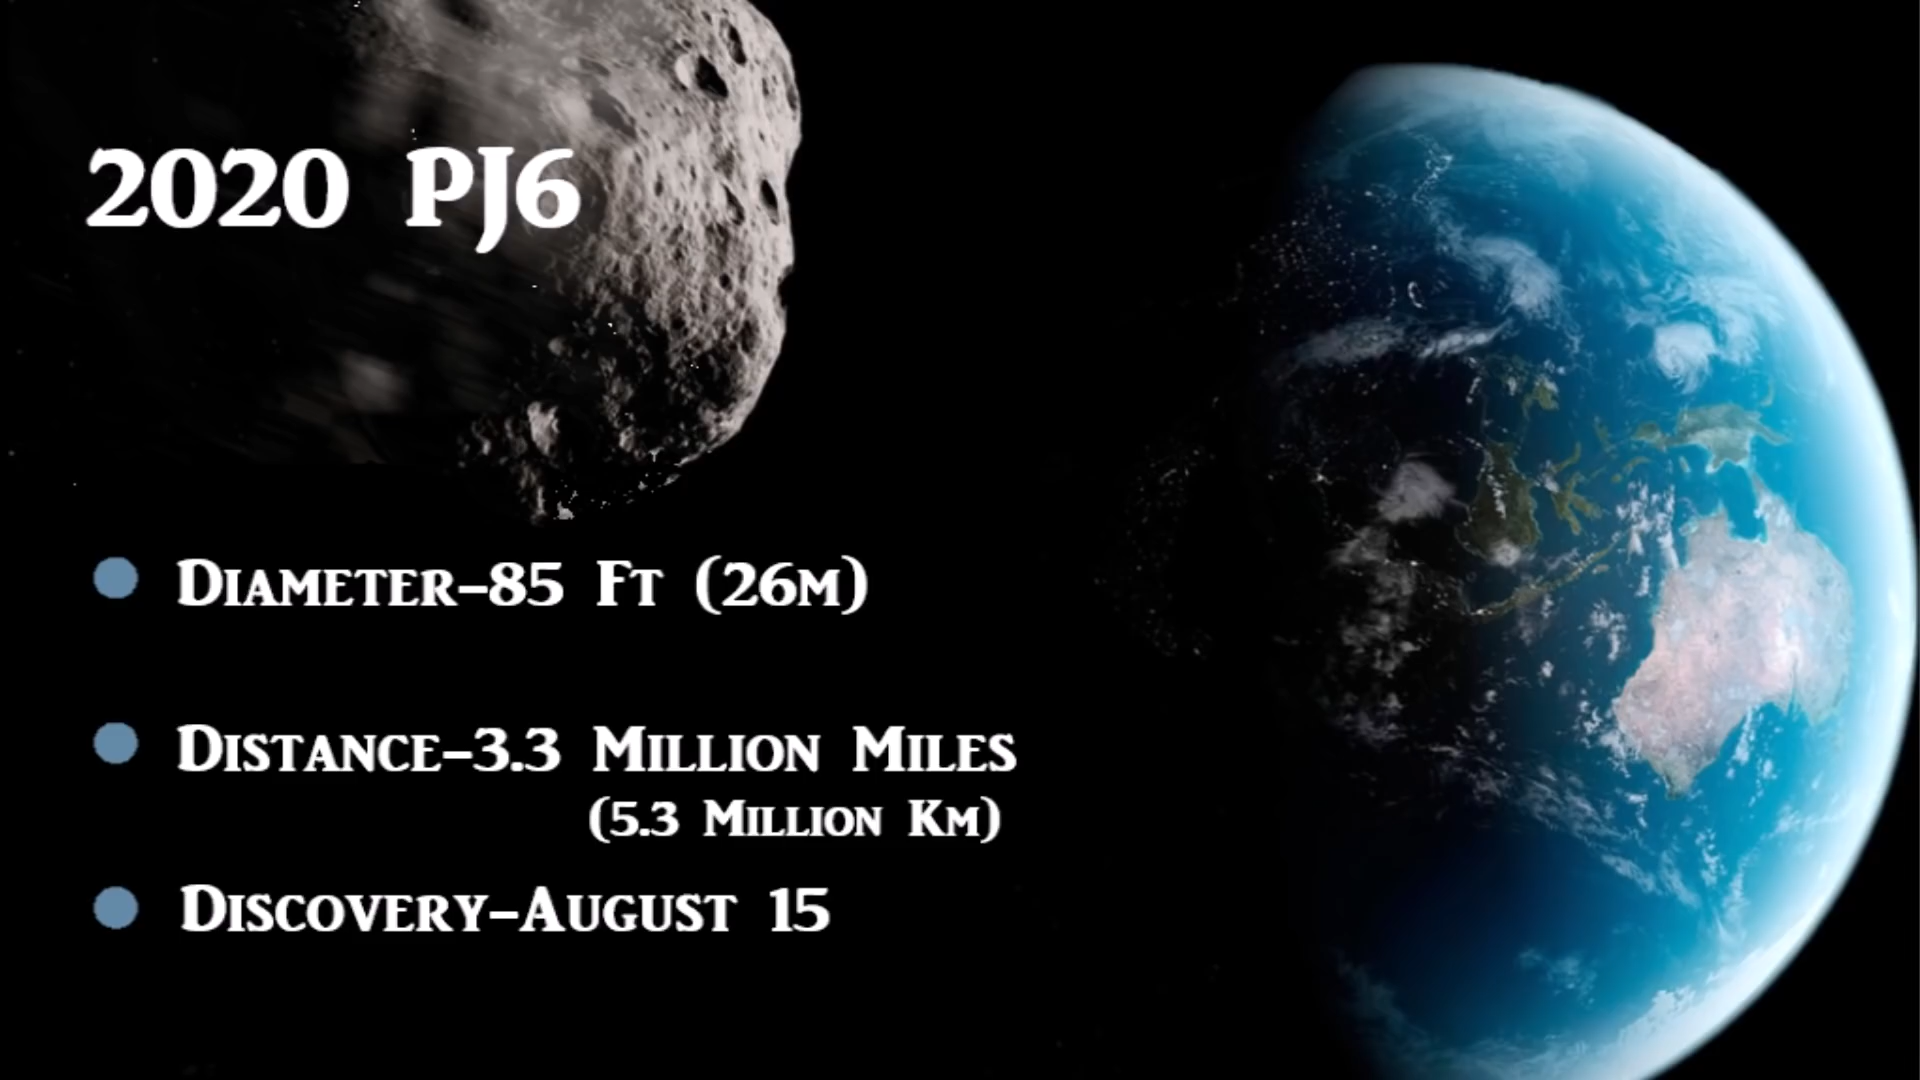 2020 PJ6
Diameter-85 Ft (26m)
Distance-3.3 Million Miles
(5.3 Million Km)
Discovery-August 15